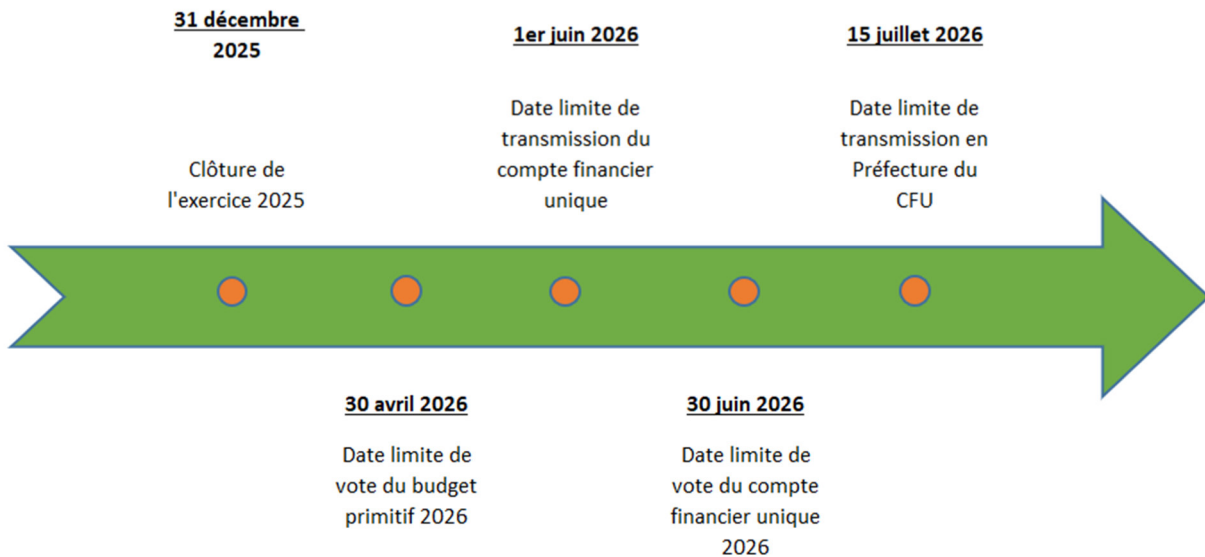 31 décembre
2025
Clôture de
l'exercice 2025
1er juin 2026
Date limite de
transmission du
compte financier
unique
15 juillet 2026
Date limite de
transmission en
Préfecture du
CFU
30 avril 2026
Date limite de
vote du budget
primitif 2026
30 juin 2026
Date limite de
vote du compte
financier unique
2026